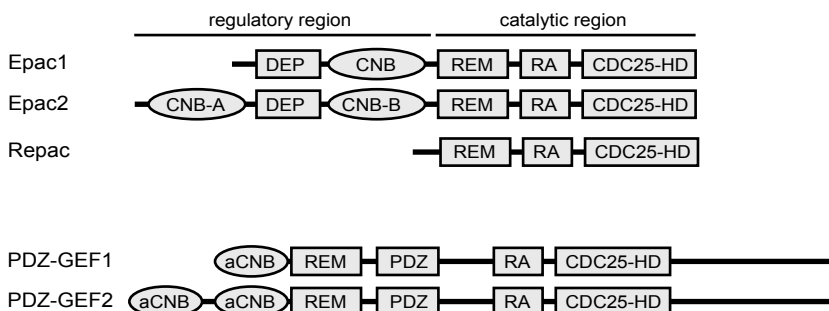 regulatory region catalytic region
Epac1 DEP CNB REM RA CDC25-HD
Epac2 CNB-A DEP CNB-B REM RA CDC25-HD
Repac REM RA CDC25-HD
PDZ-GEF1 aCNB REM PDZ RA CDC25-HD
PDZ-GEF2 aCNB aCNB REM PDZ RA CDC25-HD